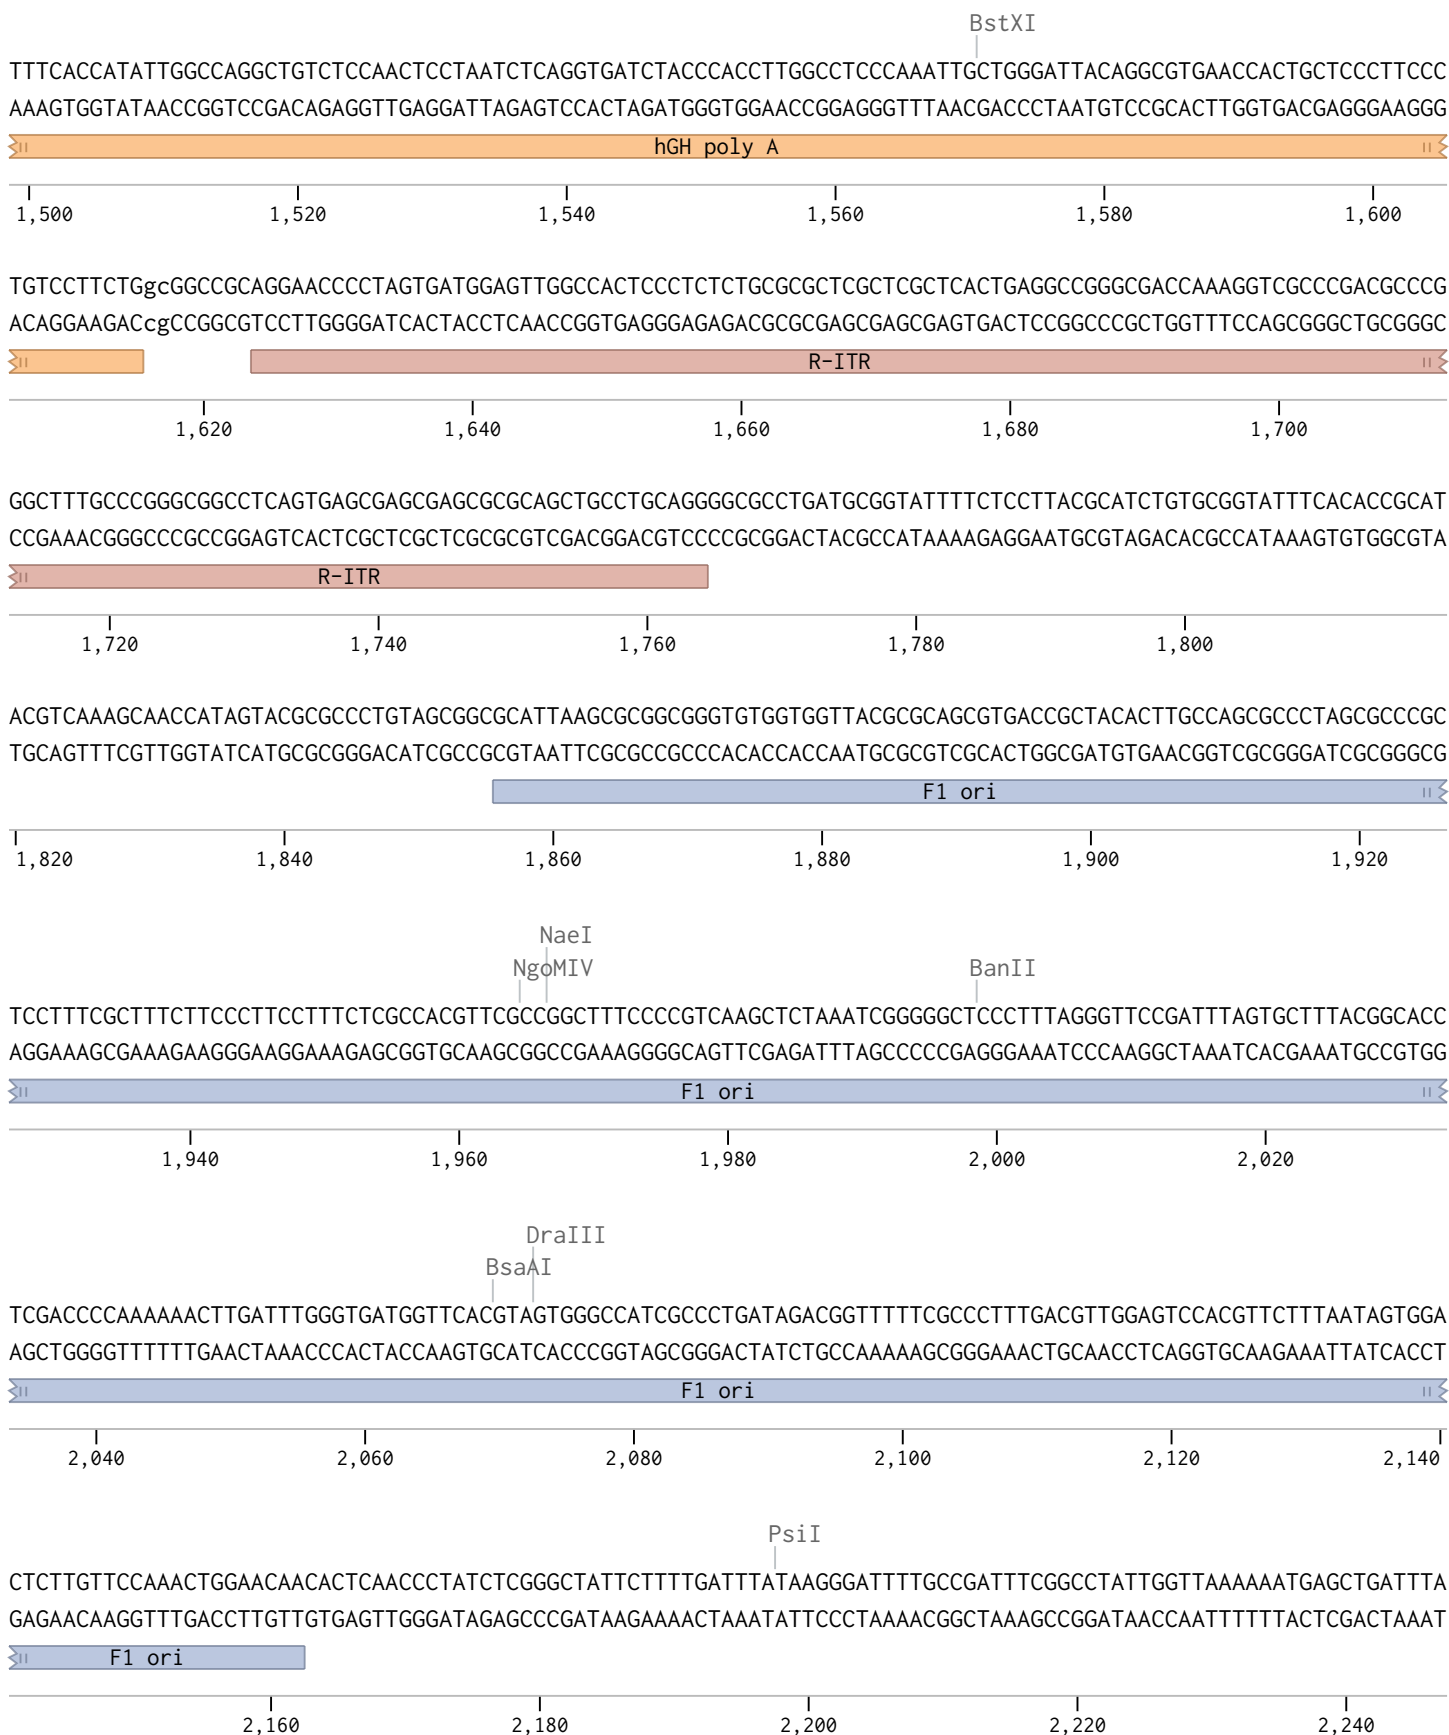 BstXI
TTTCACCATATTGGCCAGGCTGTCTCCAACTCCTAATCTCAGGTGATCTACCCACCTTGGCCTCCCAAATTGCTGGGATTACAGGCGTGAACCACTGCTCCCTTCCC
AAAGTGGTATAACCGGTCCGACAGAGGTTGAGGATTAGAGTCCACTAGATGGGTGGAACCGGAGGGTTTAACGACCCTAATGTCCGCACTTGGTGACGAGGGAAGGG
hGH poly A
1,500 1,520 1,540 1,560 1,580 1,600
TGTCCTTCTGgcGGCCGCAGGAACCCCTAGTGATGGAGTTGGCCACTCCCTCTCTGCGCGCTCGCTCGCTCACTGAGGCCGGGCGACCAAAGGTCGCCCGACGCCCG
ACAGGAAGACcgCCGGCGTCCTTGGGGATCACTACCTCAACCGGTGAGGGAGAGACGCGCGAGCGAGCGAGTGACTCCGGCCCGCTGGTTTCCAGCGGGCTGCGGGC
R-ITR
1,620 1,640 1,660 1,680 1,700
GGCTTTGCCCGGGCGGCCTCAGTGAGCGAGCGAGCGCGCAGCTGCCTGCAGGGGCGCCTGATGCGGTATTTTCTCCTTACGCATCTGTGCGGTATTTCACACCGCAT
CCGAAACGGGCCCGCCGGAGTCACTCGCTCGCTCGCGCGTCGACGGACGTCCCCGCGGACTACGCCATAAAAGAGGAATGCGTAGACACGCCATAAAGTGTGGCGTA
R-ITR
1,720 1,740 1,760 1,780 1,800
ACGTCAAAGCAACCATAGTACGCGCCCTGTAGCGGCGCATTAAGCGCGGCGGGTGTGGTGGTTACGCGCAGCGTGACCGCTACACTTGCCAGCGCCCTAGCGCCCGC
TGCAGTTTCGTTGGTATCATGCGCGGGACATCGCCGCGTAATTCGCGCCGCCCACACCACCAATGCGCGTCGCACTGGCGATGTGAACGGTCGCGGGATCGCGGGCG
F1 ori
1,820 1,840 1,860 1,880 1,900 1,920
NaeI
NgoMIV BanII
TCCTTTCGCTTTCTTCCCTTCCTTTCTCGCCACGTTCGCCGGCTTTCCCCGTCAAGCTCTAAATCGGGGGCTCCCTTTAGGGTTCCGATTTAGTGCTTTACGGCACC
AGGAAAGCGAAAGAAGGGAAGGAAAGAGCGGTGCAAGCGGCCGAAAGGGGCAGTTCGAGATTTAGCCCCCGAGGGAAATCCCAAGGCTAAATCACGAAATGCCGTGG
F1 ori
1,940 1,960 1,980 2,000 2,020
DraIII
BsaAI
TCGACCCCAAAAAACTTGATTTGGGTGATGGTTCACGTAGTGGGCCATCGCCCTGATAGACGGTTTTTCGCCCTTTGACGTTGGAGTCCACGTTCTTTAATAGTGGA
AGCTGGGGTTTTTTGAACTAAACCCACTACCAAGTGCATCACCCGGTAGCGGGACTATCTGCCAAAAAGCGGGAAACTGCAACCTCAGGTGCAAGAAATTATCACCT
F1 ori
2,040 2,060 2,080 2,100 2,120 2,140
PsiI
CTCTTGTTCCAAACTGGAACAACACTCAACCCTATCTCGGGCTATTCTTTTGATTTATAAGGGATTTTGCCGATTTCGGCCTATTGGTTAAAAAATGAGCTGATTTA
GAGAACAAGGTTTGACCTTGTTGTGAGTTGGGATAGAGCCCGATAAGAAAACTAAATATTCCCTAAAACGGCTAAAGCCGGATAACCAATTTTTTACTCGACTAAAT
F1 ori
2,160 2,180 2,200 2,220 2,240